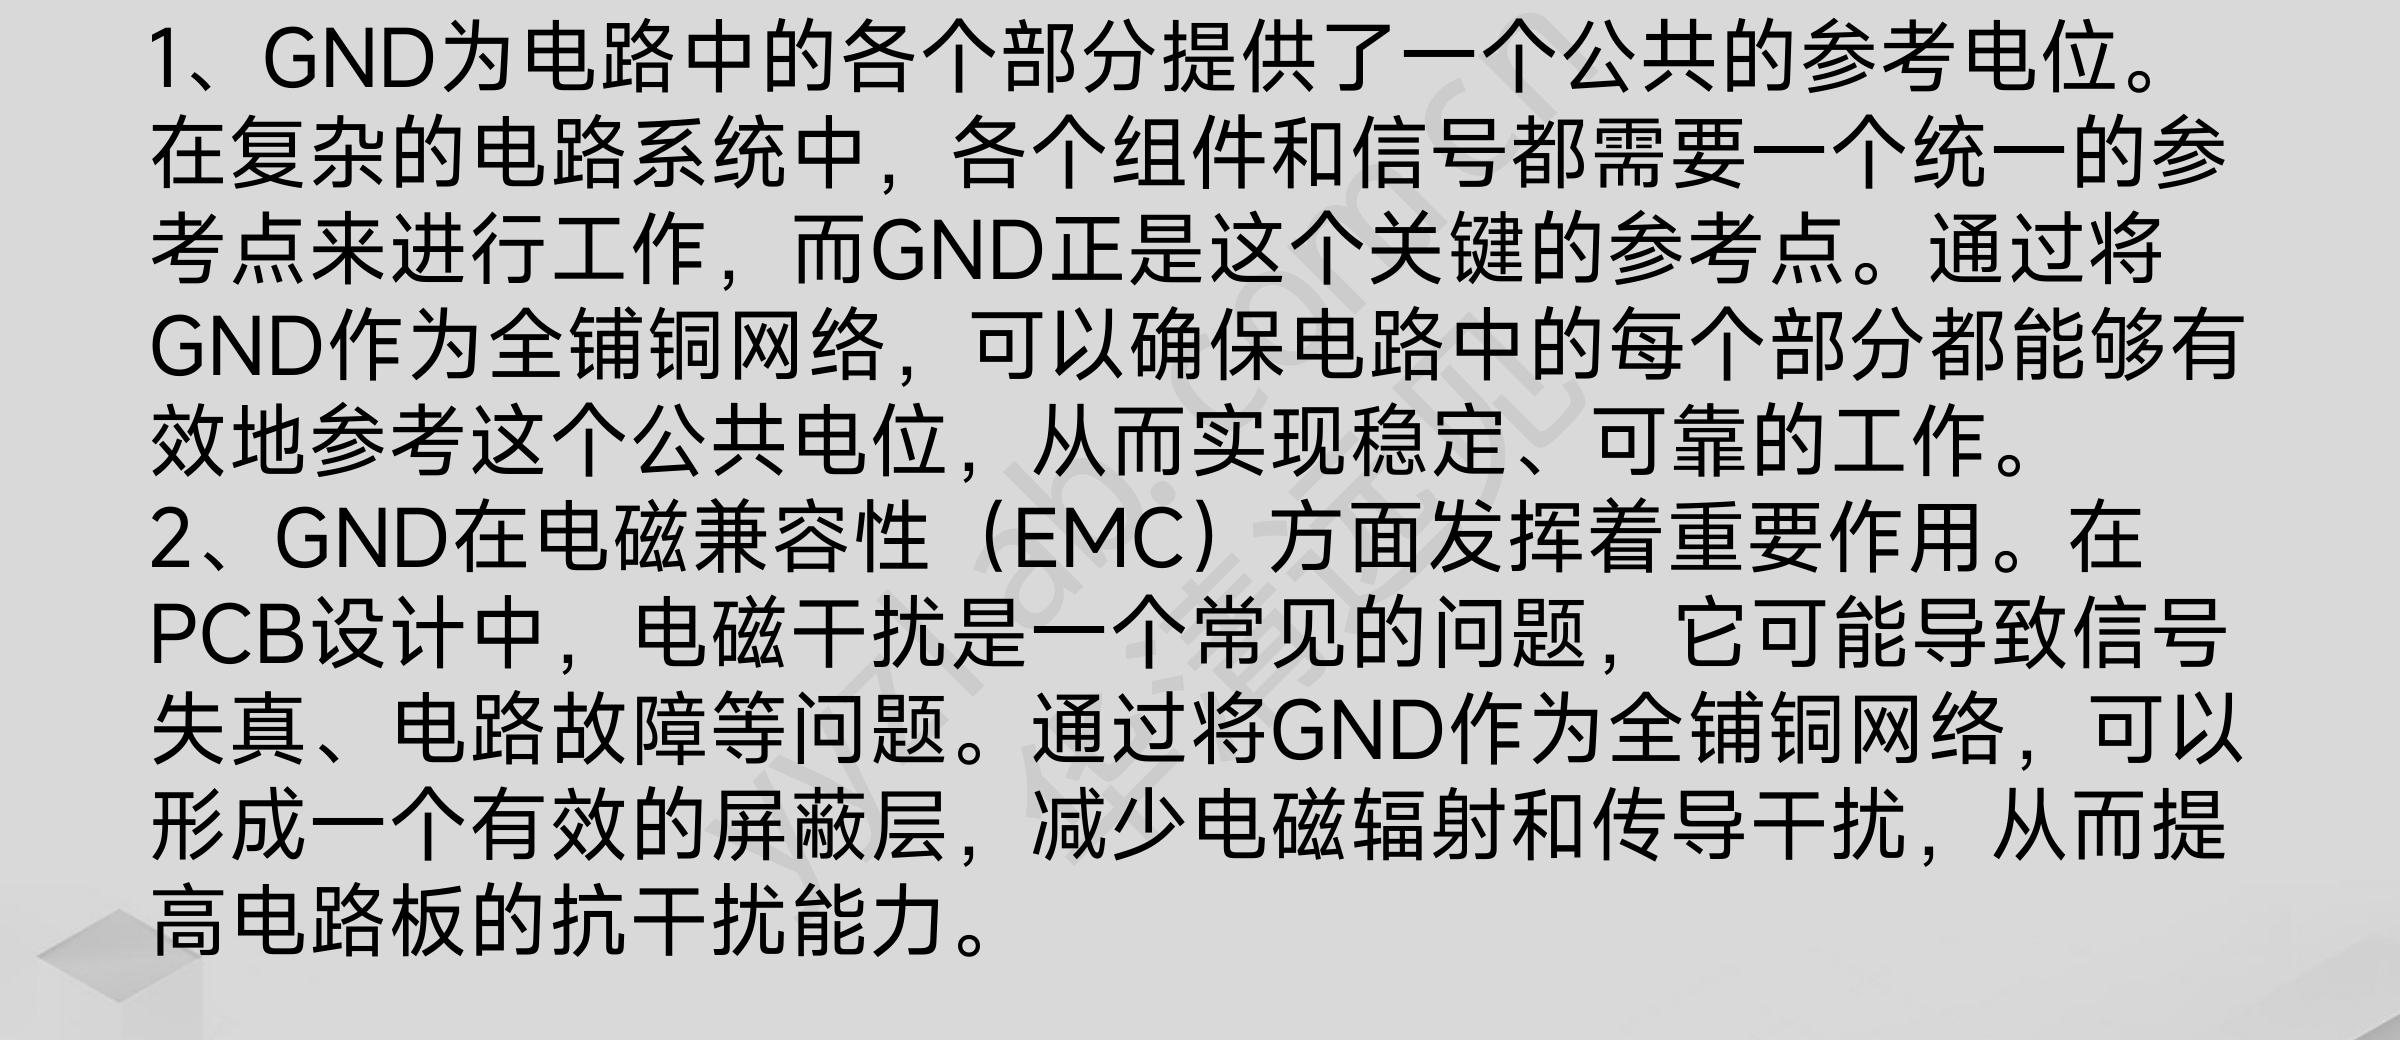 1、GND为电路中的各个部分提供了一个公共的参考电位。
在复杂的电路系统中，各个组件和信号都需要一个统一的参
考点来进行工作，而GND正是这个关键的参考点。通过将
GND作为全铺铜网络，可以确保电路中的每个部分都能够有
效地参考这个公共电位，从而实现稳定、可靠的工作。
2、GND在电磁兼容性（EMC）方面发挥着重要作用。在
PCB设计中，电磁干扰是一个常见的问题，它可能导致信号
失真、电路故障等问题。通过将GND作为全铺铜网络，可以
形成一个有效的屏蔽层，减少电磁辐射和传导干扰，从而提
高电路板的抗干扰能力。
yyzlab.com.cn
华清远见